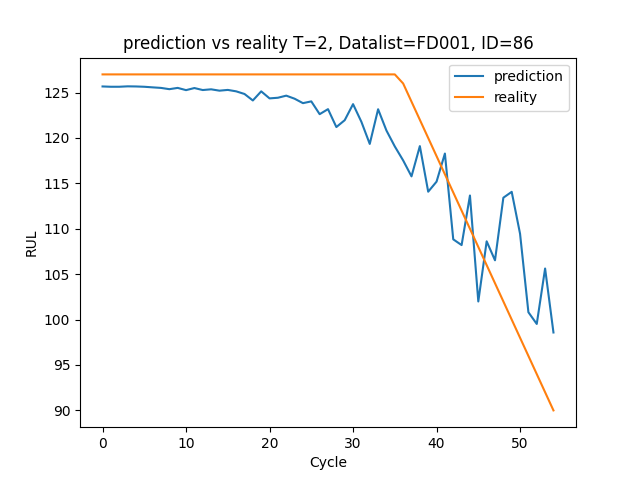 prediction vs reality T=2, Datalist=FD001, ID=86
prediction
reality
RUL
125
120
115
110
105
100
95
90
0 10 20 30 40 50
Cycle